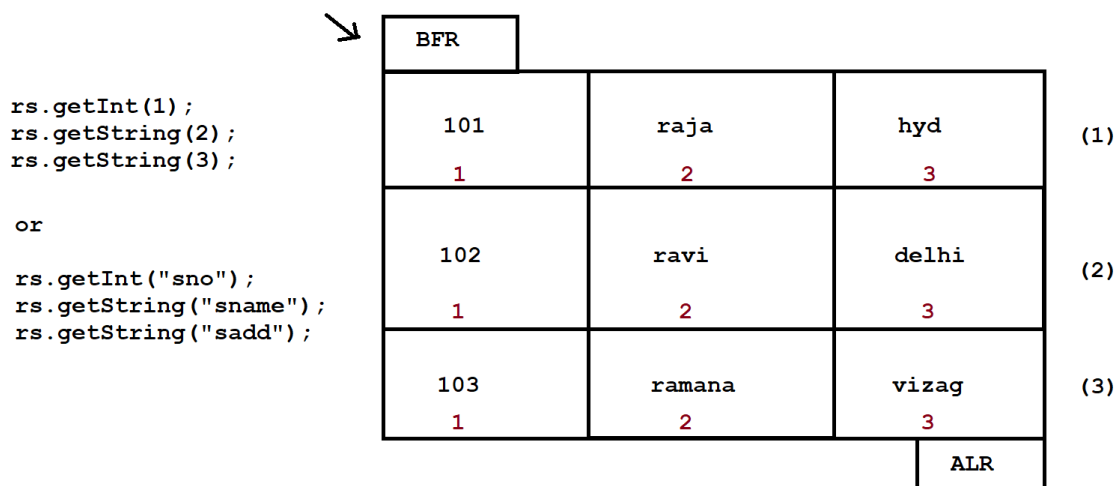 BFR
rs.getInt(1);
rs.getString(2);
rs.getString(3);
or
rs.getInt("sno");
rs.getString("sname");
rs.getString("sadd");
101 raja hyd (1)
1 2 3
102 ravi delhi (2)
1 2 3
103 ramana vizag (3)
1 2 3
ALR